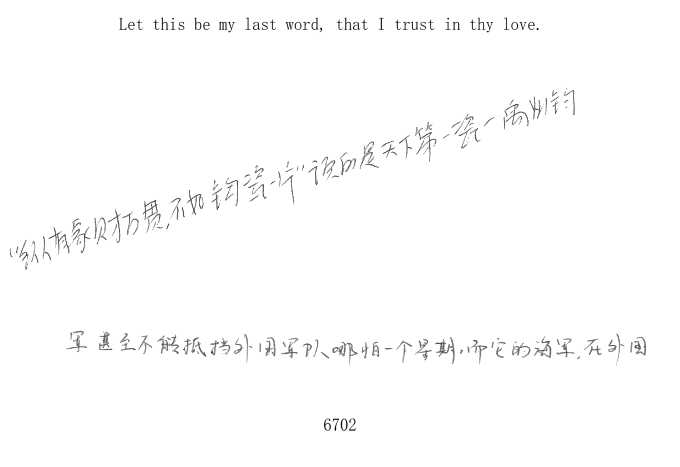 Let this be my last word, that I trust in thy love.
“纵有家财万贯,不如钧瓷一片”说的是天下第一瓷一禹州钧
军甚至不能抵挡外国军队、哪怕一个星期,而它的海军,在外国
6702